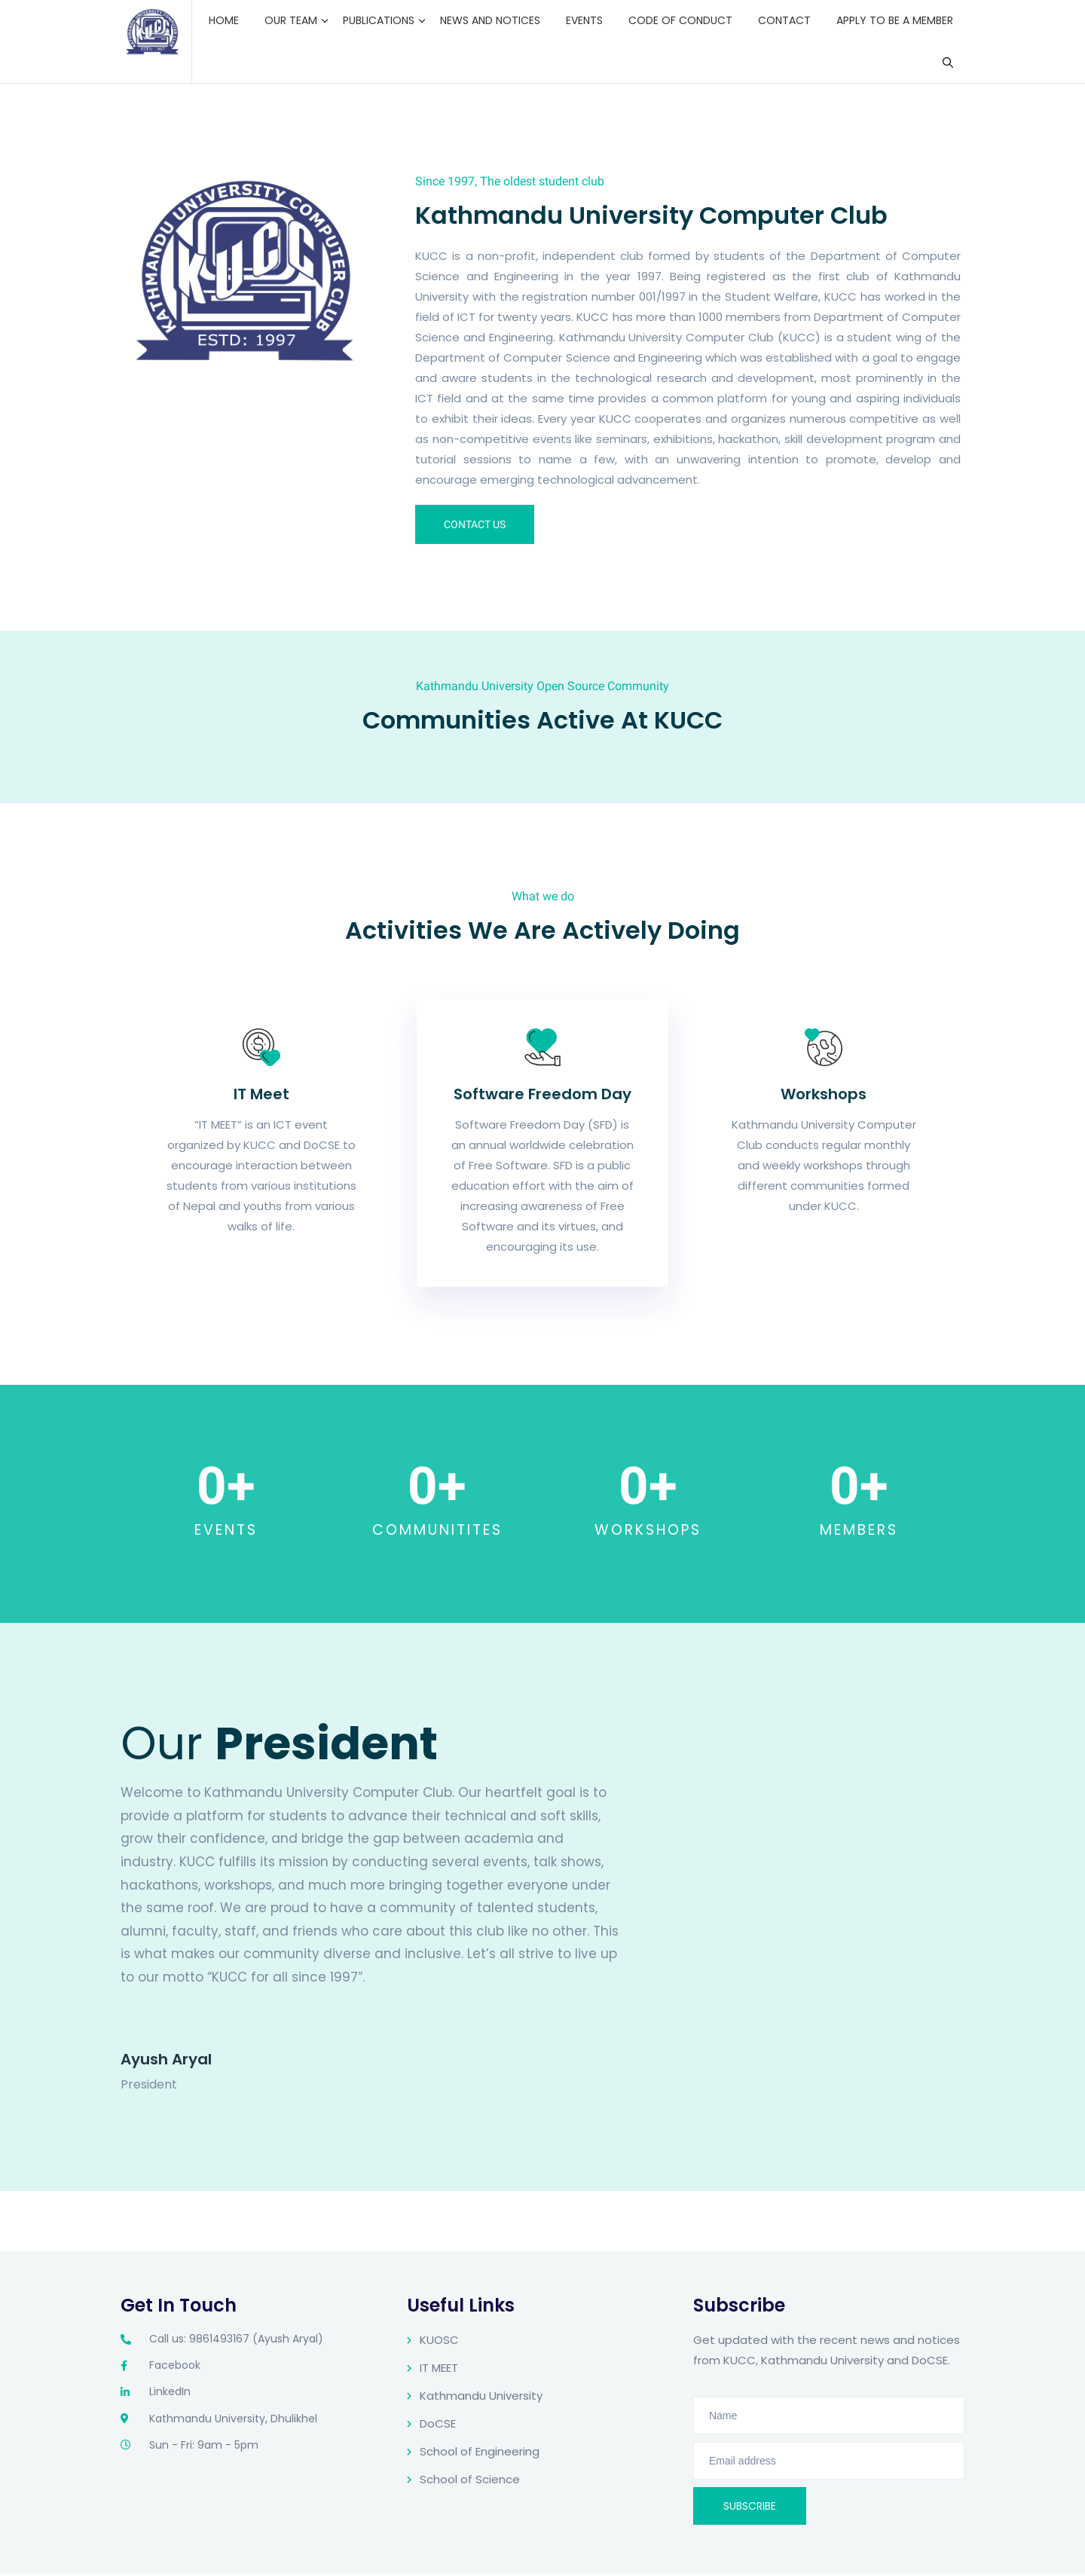 HOME OUR TEAM PUBLICATIONS NEWS AND NOTICES EVENTS CODE OF CONDUCT CONTACT APPLY TO BE A MEMBER
KATHMANDU UNIVERSITY COMPUTER CLUB
KUCC
ESTD: 1997
Since 1997, The oldest student club
Kathmandu University Computer Club
KUCC is a non-profit, independent club formed by students of the Department of Computer
Science and Engineering in the year 1997. Being registered as the first club of Kathmandu
University with the registration number 001/1997 in the Student Welfare, KUCC has worked in the
field of ICT for twenty years. KUCC has more than 1000 members from Department of Computer
Science and Engineering. Kathmandu University Computer Club (KUCC) is a student wing of the
Department of Computer Science and Engineering which was established with a goal to engage
and aware students in the technological research and development, most prominently in the
ICT field and at the same time provides a common platform for young and aspiring individuals
to exhibit their ideas. Every year KUCC cooperates and organizes numerous competitive as well
as non-competitive events like seminars, exhibitions, hackathon, skill development program and
tutorial sessions to name a few, with an unwavering intention to promote, develop and
encourage emerging technological advancement.
CONTACT US
Kathmandu University Open Source Community
Communities Active At KUCC
What we do
Activities We Are Actively Doing
IT Meet
“IT MEET” is an ICT event
organized by KUCC and DoCSE to
encourage interaction between
students from various institutions
of Nepal and youths from various
walks of life.
Software Freedom Day
Software Freedom Day (SFD) is
an annual worldwide celebration
of Free Software. SFD is a public
education effort with the aim of
increasing awareness of Free
Software and its virtues, and
encouraging its use.
Workshops
Kathmandu University Computer
Club conducts regular monthly
and weekly workshops through
different communities formed
under KUCC.
0+ 0+ 0+ 0+
EVENTS COMMUNITITES WORKSHOPS MEMBERS
Our President
Welcome to Kathmandu University Computer Club. Our heartfelt goal is to
provide a platform for students to advance their technical and soft skills,
grow their confidence, and bridge the gap between academia and
industry. KUCC fulfills its mission by conducting several events, talk shows,
hackathons, workshops, and much more bringing together everyone under
the same roof. We are proud to have a community of talented students,
alumni, faculty, staff, and friends who care about this club like no other. This
is what makes our community diverse and inclusive. Let’s all strive to live up
to our motto “KUCC for all since 1997”.
Ayush Aryal
President
Get In Touch
Call us: 9861493167 (Ayush Aryal)
Facebook
LinkedIn
Kathmandu University, Dhulikhel
Sun - Fri: 9am - 5pm
Useful Links
KUOSC
IT MEET
Kathmandu University
DoCSE
School of Engineering
School of Science
Subscribe
Get updated with the recent news and notices
from KUCC, Kathmandu University and DoCSE.
Name
Email address
SUBSCRIBE